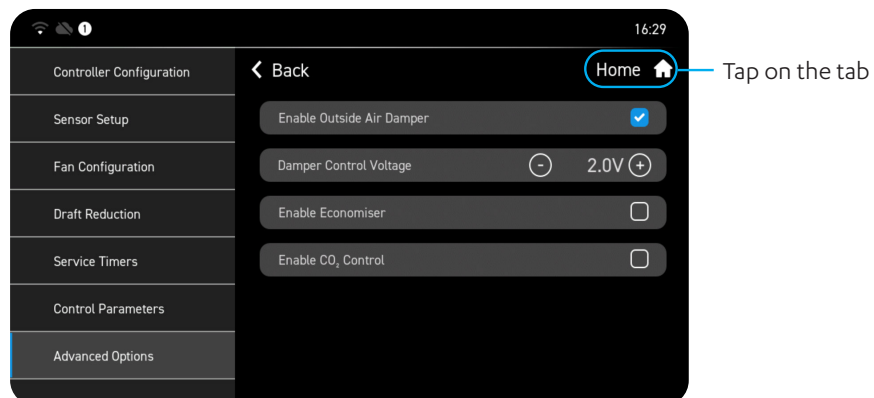 1
16:29
Controller Configuration
Sensor Setup
Fan Configuration
Draft Reduction
Service Timers
Control Parameters
Advanced Options
Back
Home
Enable Outside Air Damper
Damper Control Voltage - 2.0V +
Enable Economiser
Enable CO₂ Control
Tap on the tab